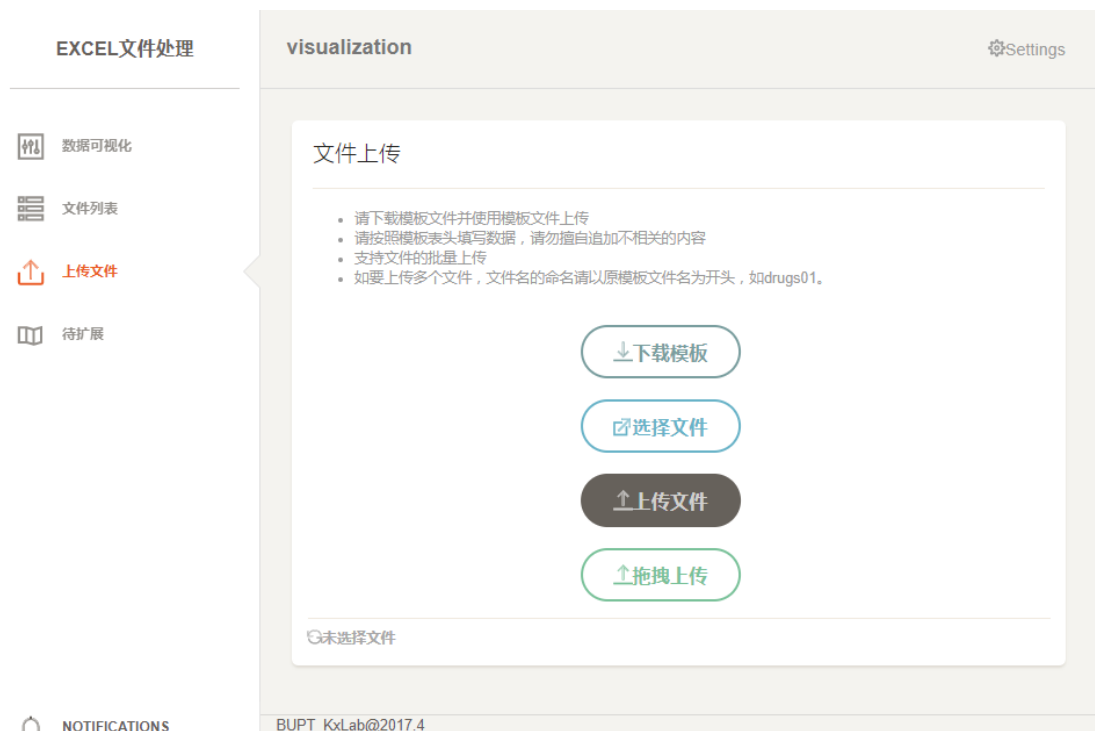 EXCEL文件处理
visualization
Settings
数据可视化
文件列表
上传文件
待扩展
文件上传
请下载模板文件并使用模板文件上传
请按照模板表头填写数据，请勿擅自追加不相关的内容
支持文件的批量上传
如要上传多个文件，文件名的命名请以原模板文件名为开头，如drugs01。
下载模板
选择文件
上传文件
拖拽上传
未选择文件
NOTIFICATIONS
BUPT_KxLab@2017.4